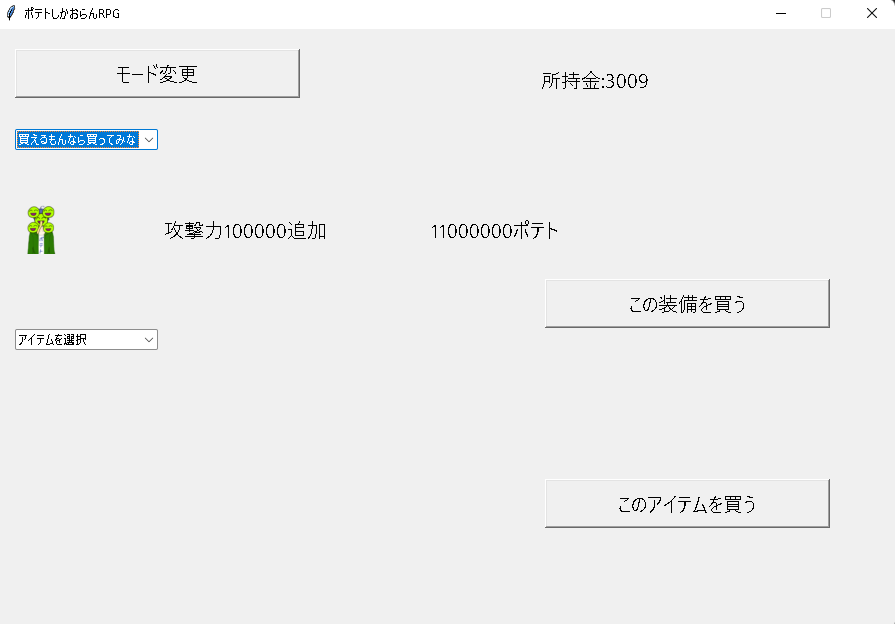 ポテトしかおらんRPG
モード変更
所持金:3009
買えるもんなら買ってみな
攻撃力100000追加
11000000ポテト
この装備を買う
アイテムを選択
このアイテムを買う